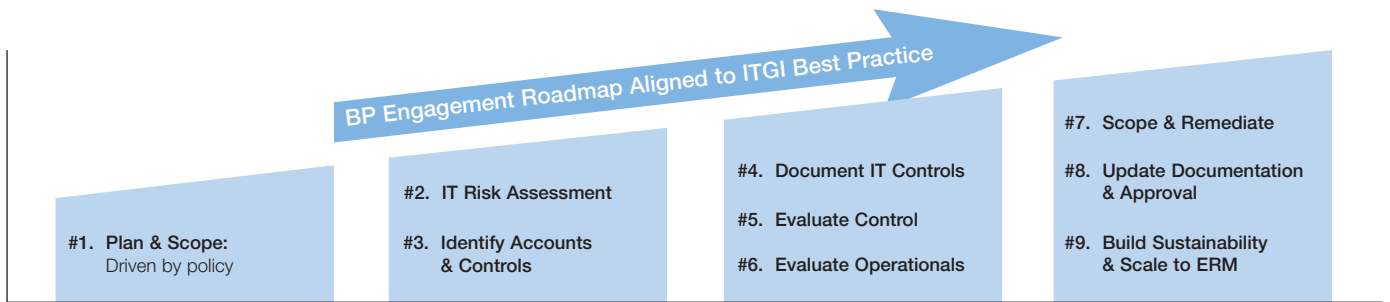 BP Engagement Roadmap Aligned to ITGI Best Practice
#1. Plan & Scope:
Driven by policy
#2. IT Risk Assessment
#3. Identify Accounts
& Controls
#4. Document IT Controls
#5. Evaluate Control
#6. Evaluate Operationals
#7. Scope & Remediate
#8. Update Documentation
& Approval
#9. Build Sustainability
& Scale to ERM